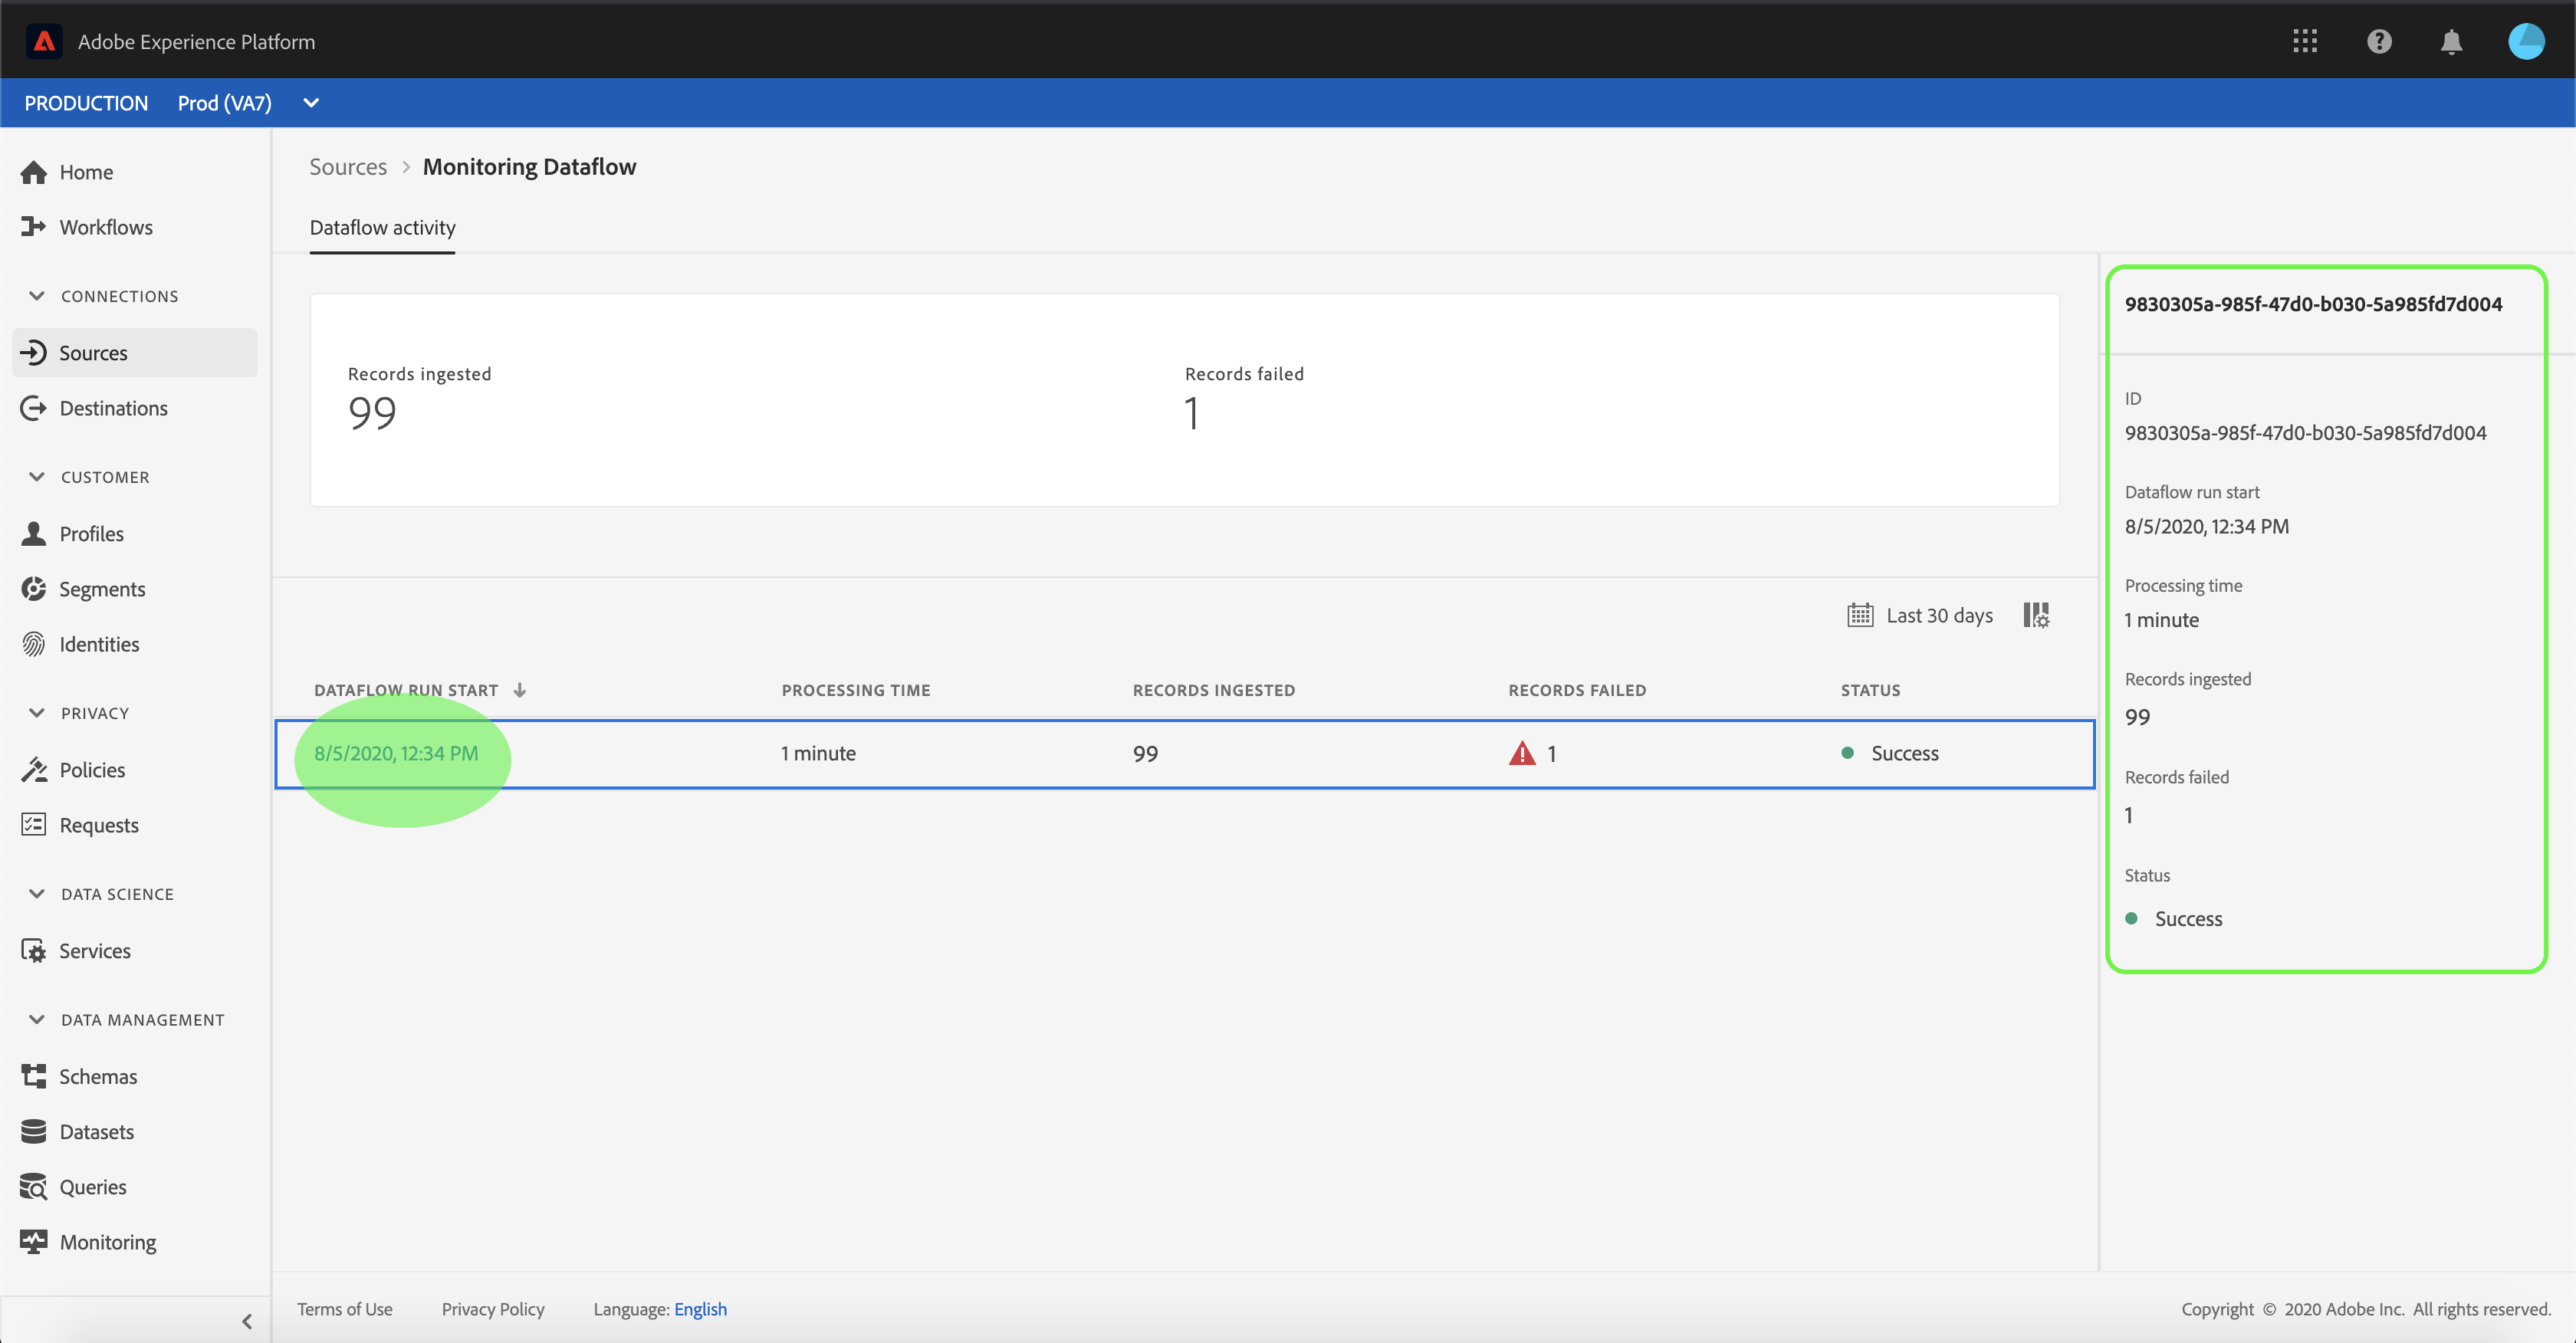 Adobe Experience Platform
PRODUCTION Prod (VA7)
Home
Workflows
CONNECTIONS
Sources
Destinations
CUSTOMER
Profiles
Segments
Identities
PRIVACY
Policies
Requests
DATA SCIENCE
Services
DATA MANAGEMENT
Schemas
Datasets
Queries
Monitoring
Sources > Monitoring Dataflow
Dataflow activity
Records ingested
99
Records failed
1
Last 30 days
DATAFLOW RUN START PROCESSING TIME RECORDS INGESTED RECORDS FAILED STATUS
8/5/2020, 12:34 PM 1 minute 99 1 Success
9830305a-985f-47d0-b030-5a985fd7d004
ID
9830305a-985f-47d0-b030-5a985fd7d004
Dataflow run start
8/5/2020, 12:34 PM
Processing time
1 minute
Records ingested
99
Records failed
1
Status
Success
Terms of Use Privacy Policy Language: English Copyright © 2020 Adobe Inc. All rights reserved.